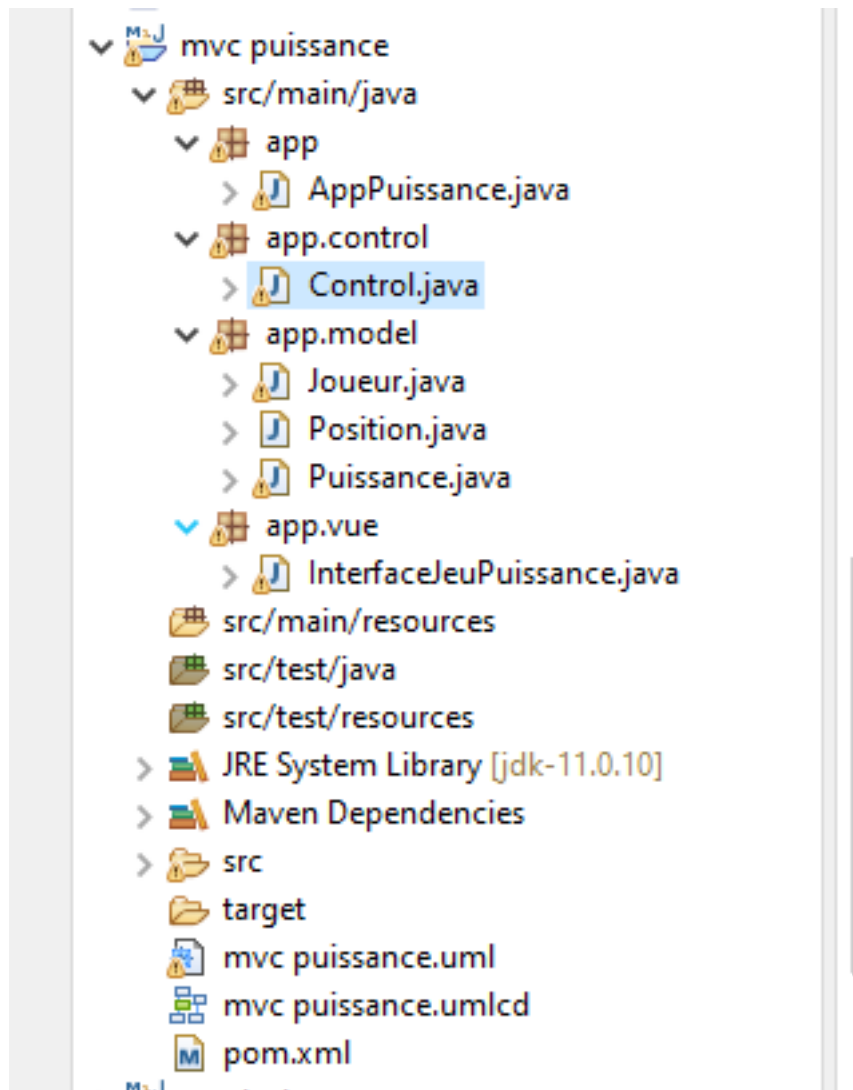 mvc puissance
src/main/java
app
AppPuissance.java
app.control
Control.java
app.model
Joueur.java
Position.java
Puissance.java
app.vue
InterfaceJeuPuissance.java
src/main/resources
src/test/java
src/test/resources
JRE System Library [jdk-11.0.10]
Maven Dependencies
src
target
mvc puissance.uml
mvc puissance.umlcd
pom.xml